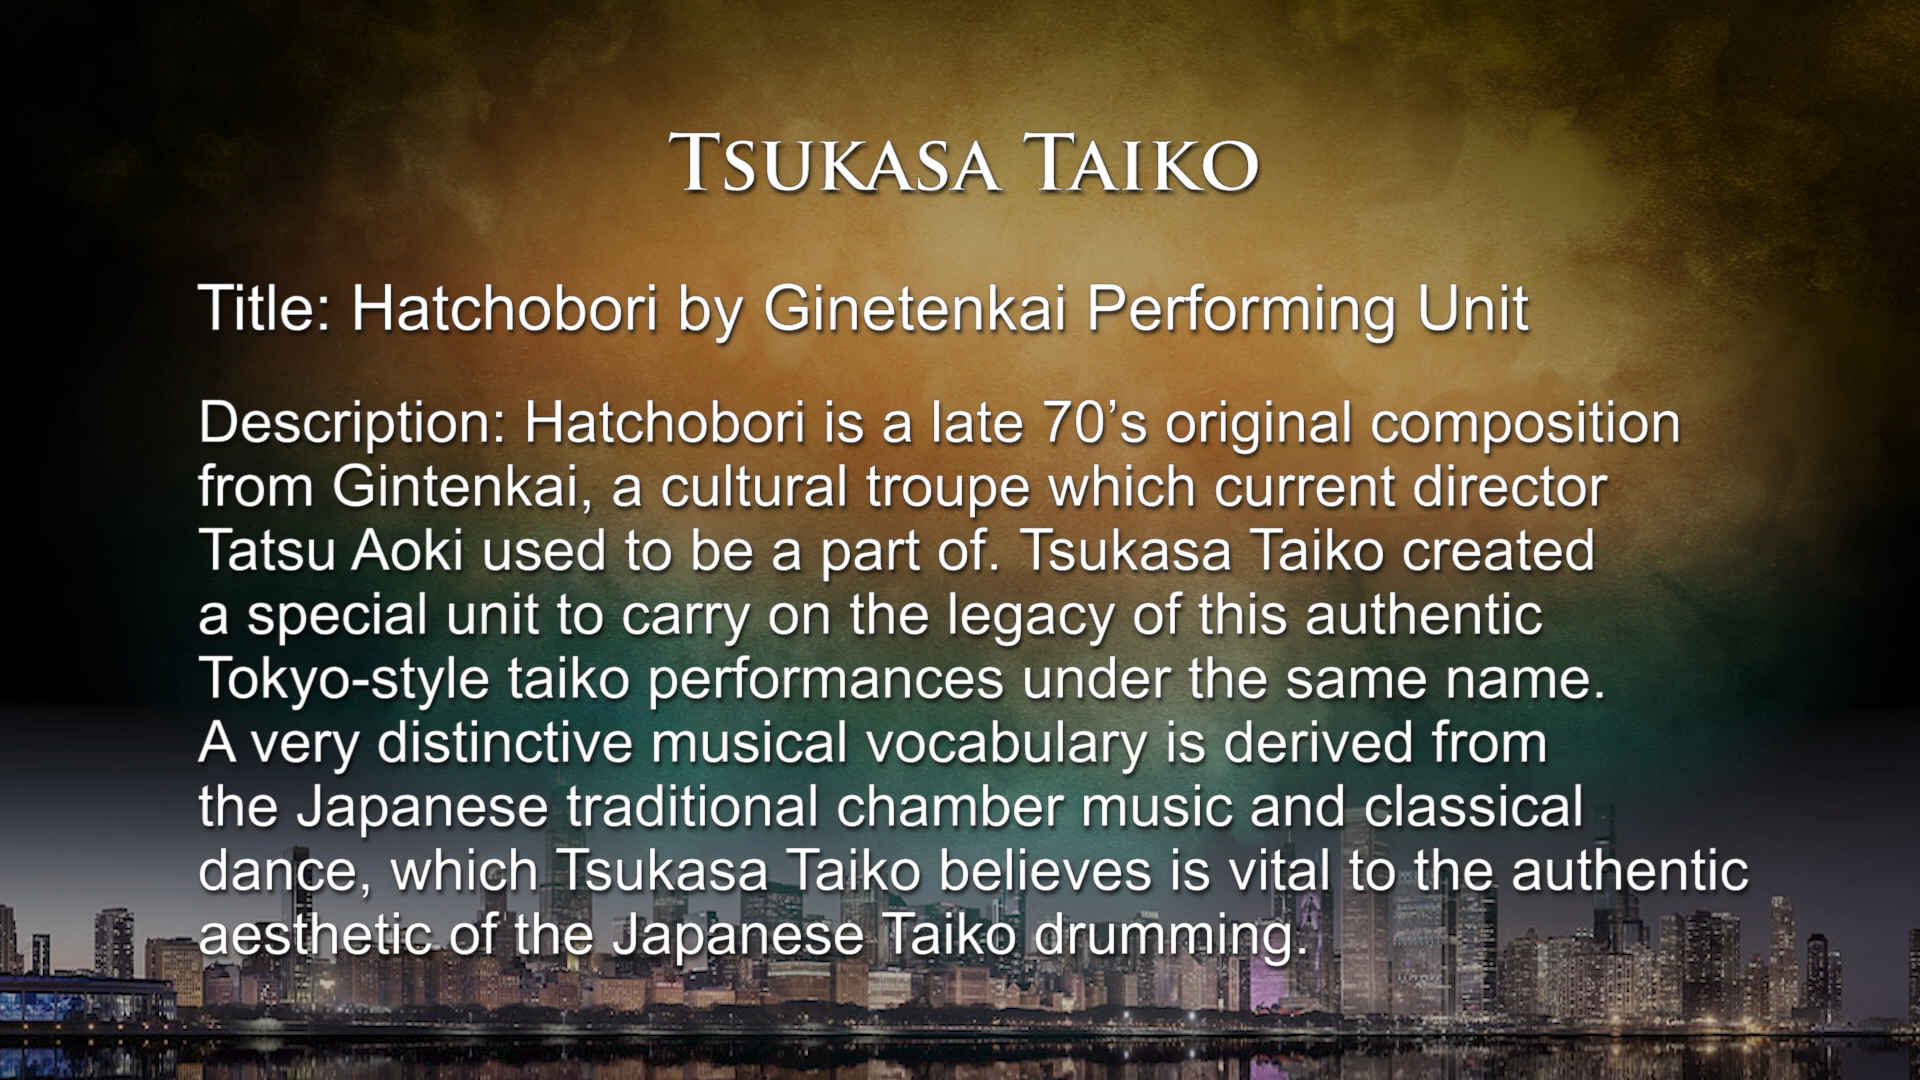 TSUKASA TAIKO
Title: Hatchobori by Ginetenkai Performing Unit
Description: Hatchobori is a late 70’s original composition
from Gintenkai, a cultural troupe which current director
Tatsu Aoki used to be a part of. Tsukasa Taiko created
a special unit to carry on the legacy of this authentic
Tokyo-style taiko performances under the same name.
A very distinctive musical vocabulary is derived from
the Japanese traditional chamber music and classical
dance, which Tsukasa Taiko believes is vital to the authentic
aesthetic of the Japanese Taiko drumming.